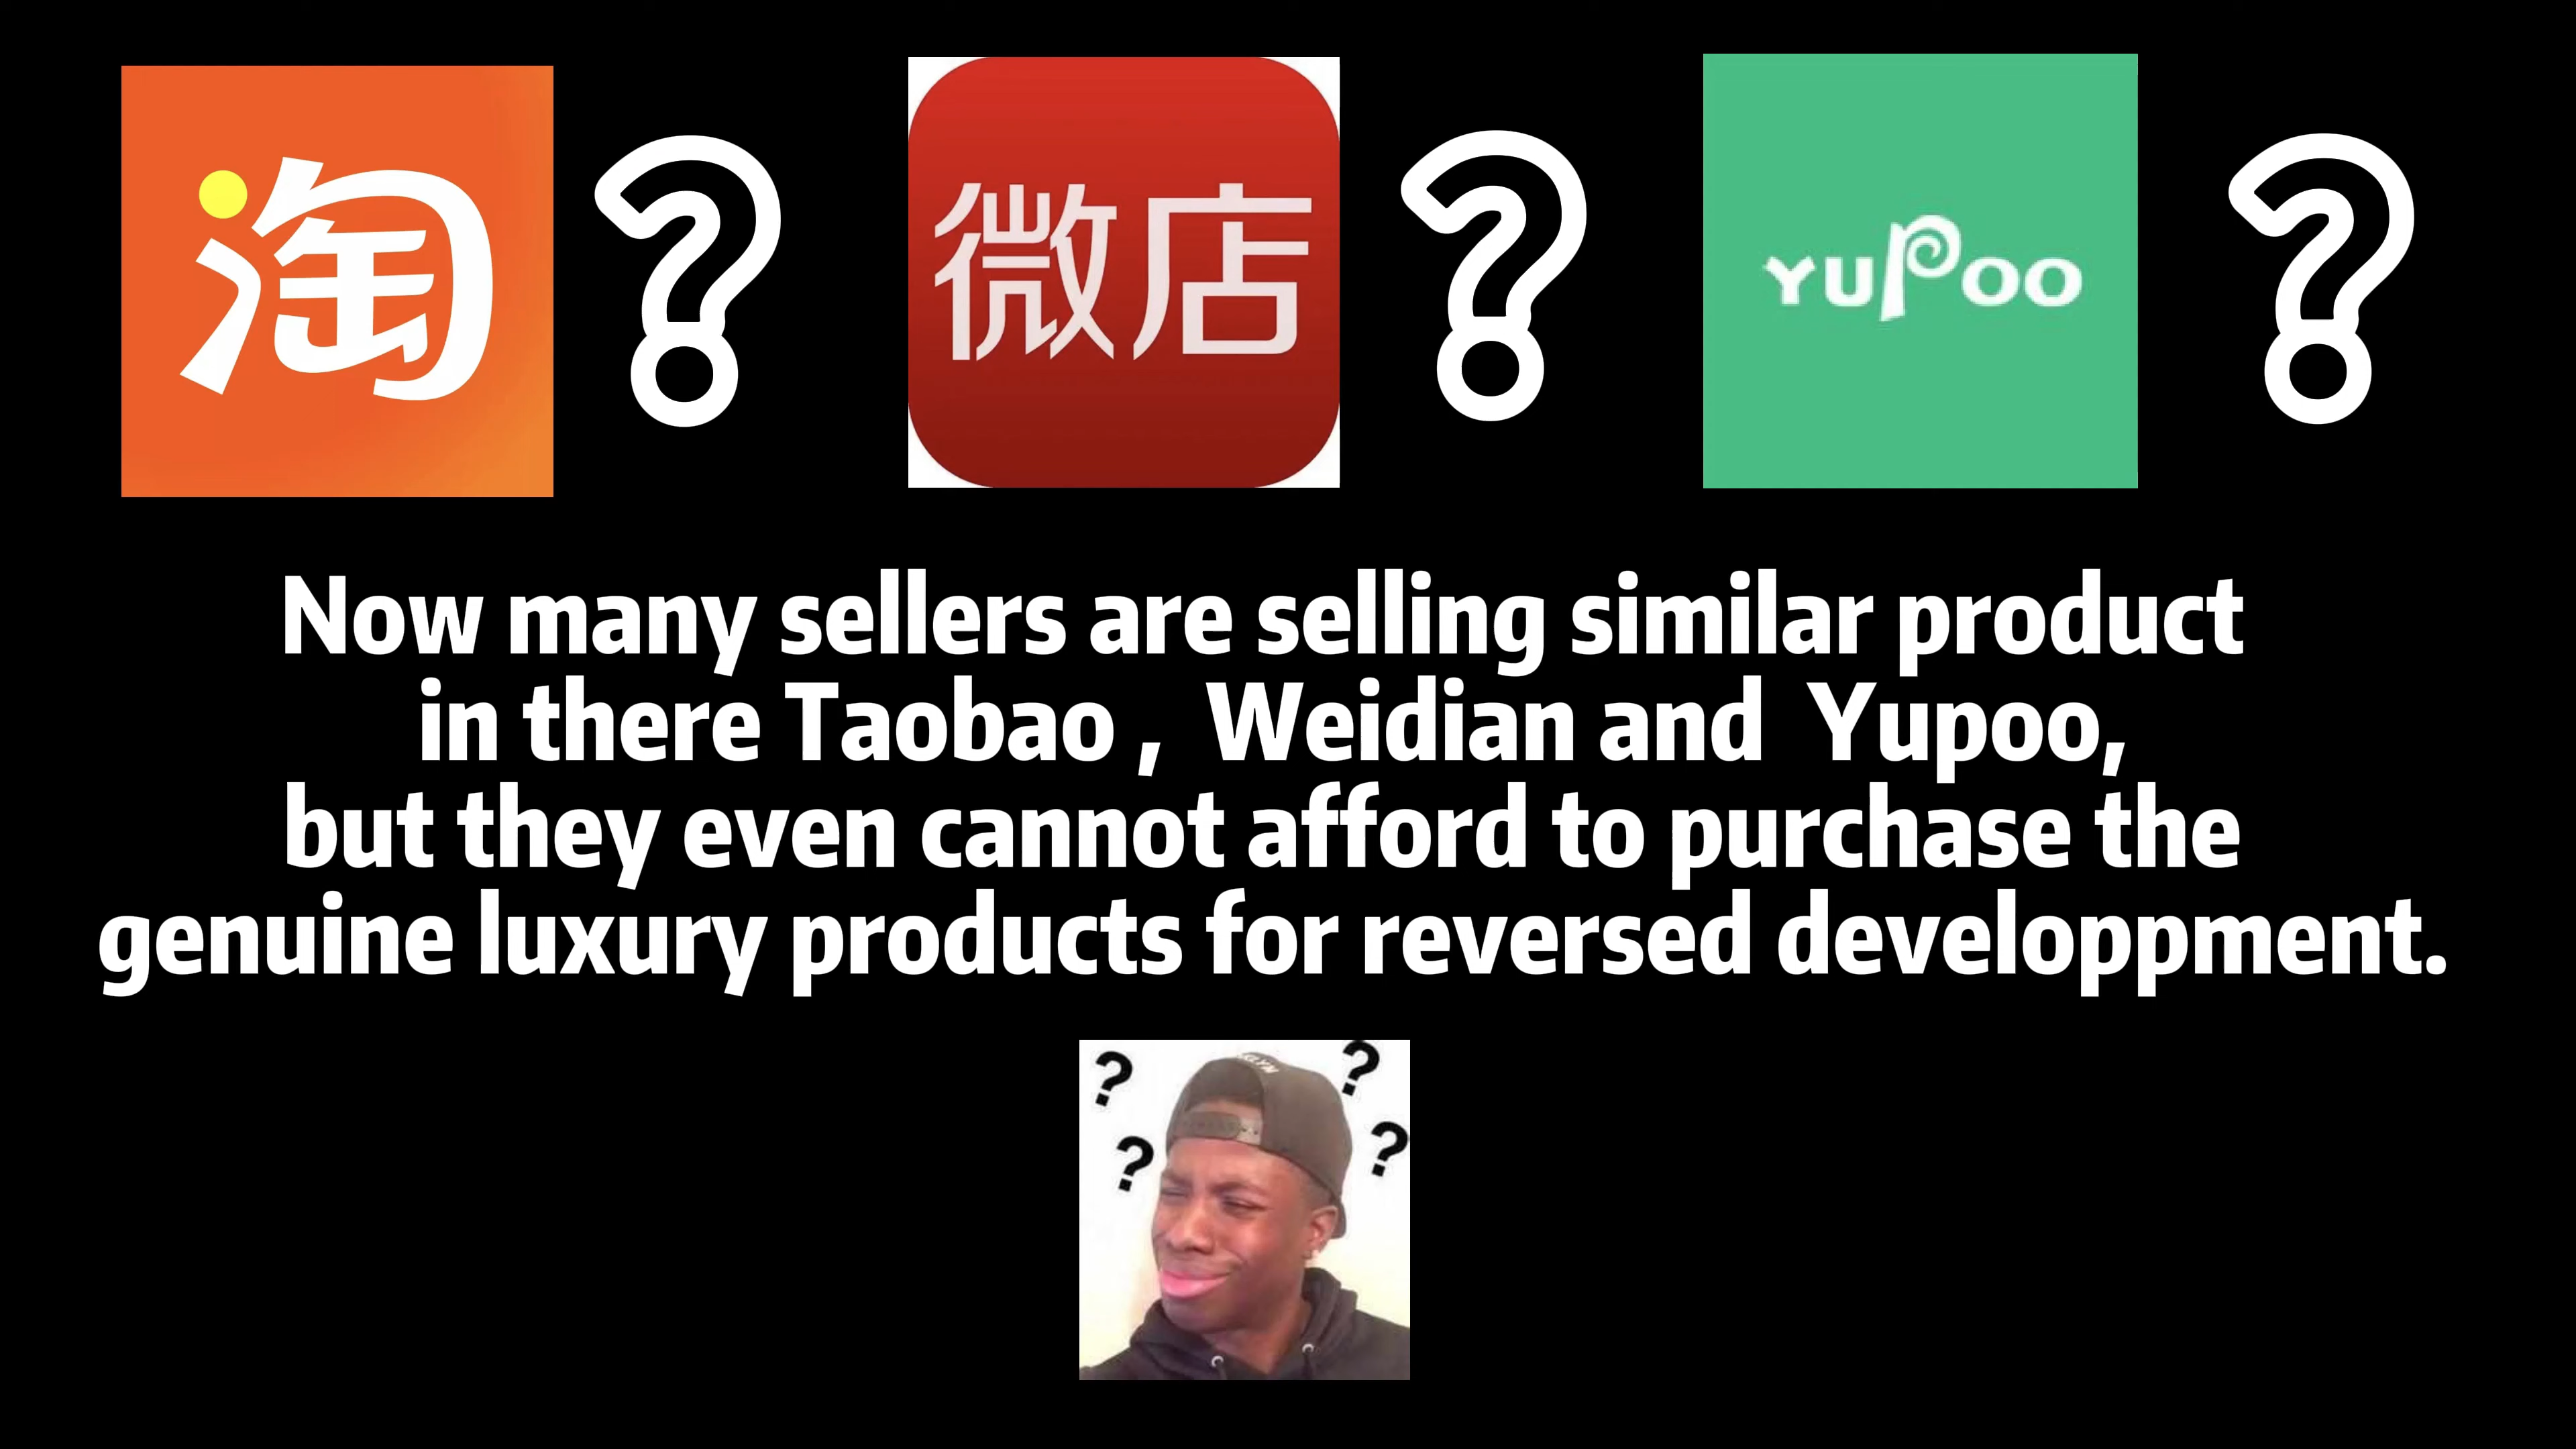 淘 ? 微店 ? YUPOO ?
Now many sellers are selling similar product
in there Taobao , Weidian and Yupoo,
but they even cannot afford to purchase the
genuine luxury products for reversed developpment.
? ?
? ?